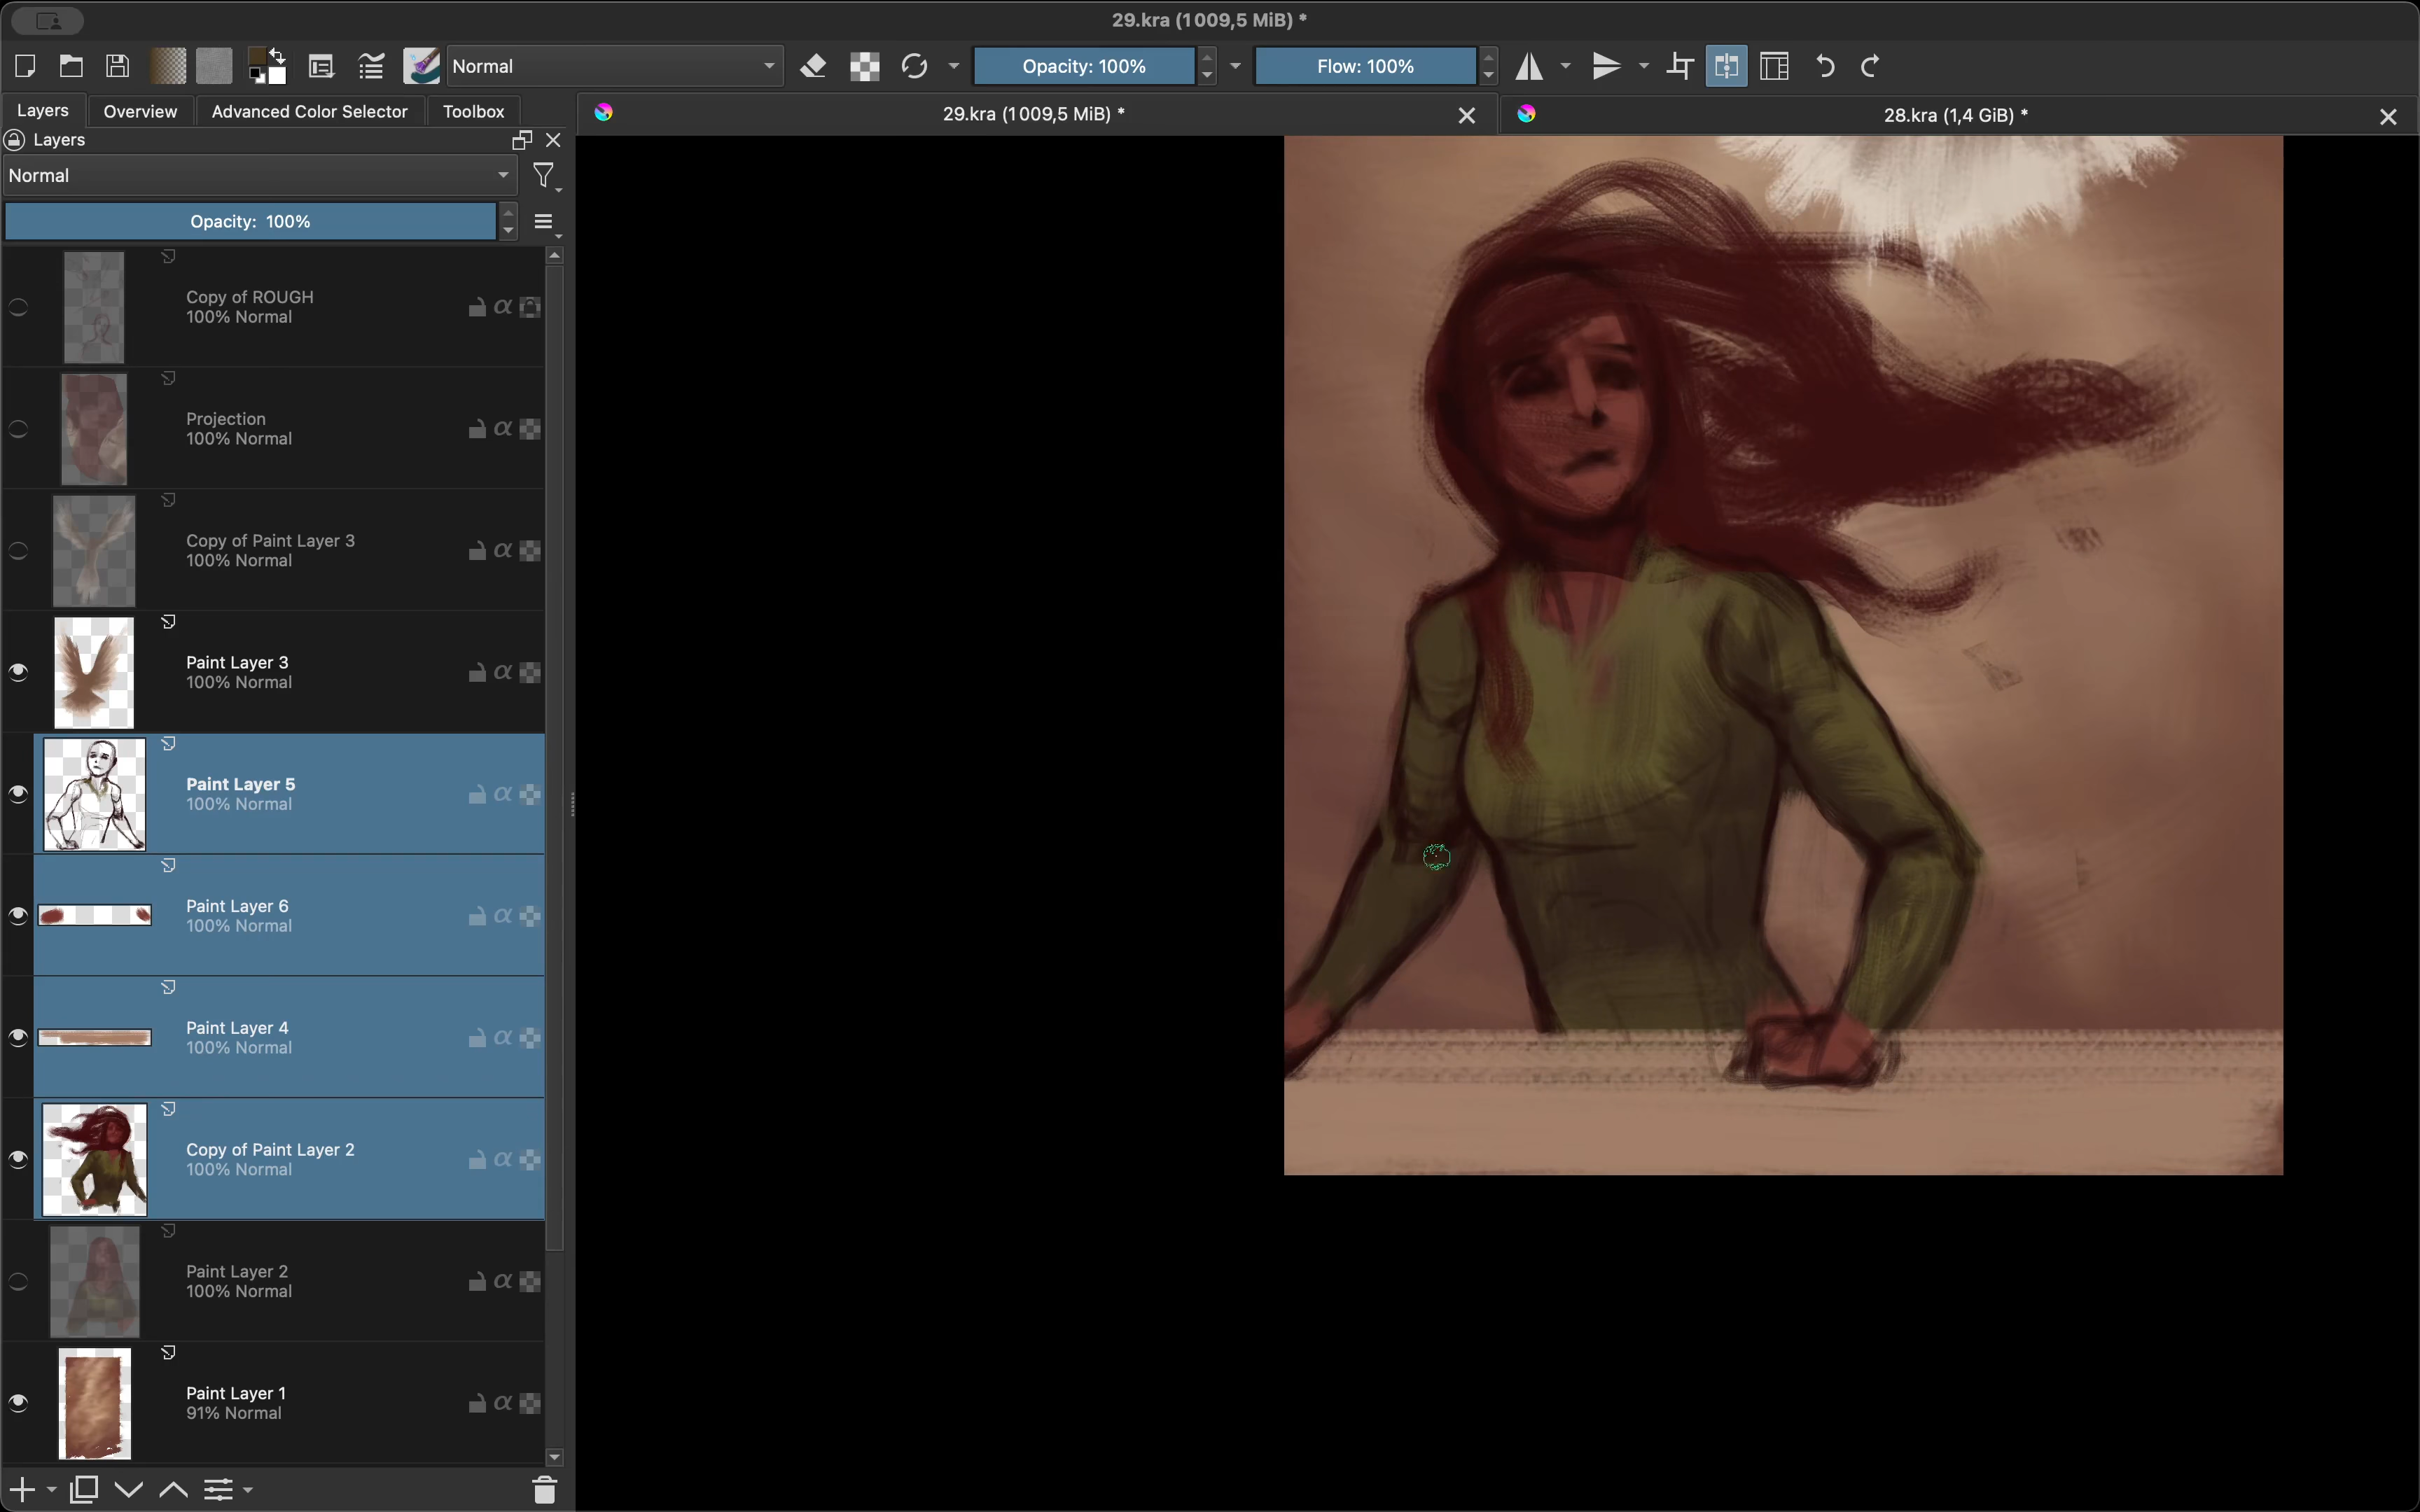 29.kra (1 009,5 MiB) *
Normal
Opacity: 100%
Flow: 100%
Layers
Overview
Advanced Color Selector
Toolbox
29.kra (1 009,5 MiB) *
28.kra (1,4 GiB) *
Layers
Normal
Opacity: 100%
Copy of ROUGH
100% Normal
Projection
100% Normal
Copy of Paint Layer 3
100% Normal
Paint Layer 3
100% Normal
Paint Layer 5
100% Normal
Paint Layer 6
100% Normal
Paint Layer 4
100% Normal
Copy of Paint Layer 2
100% Normal
Paint Layer 2
100% Normal
Paint Layer 1
91% Normal